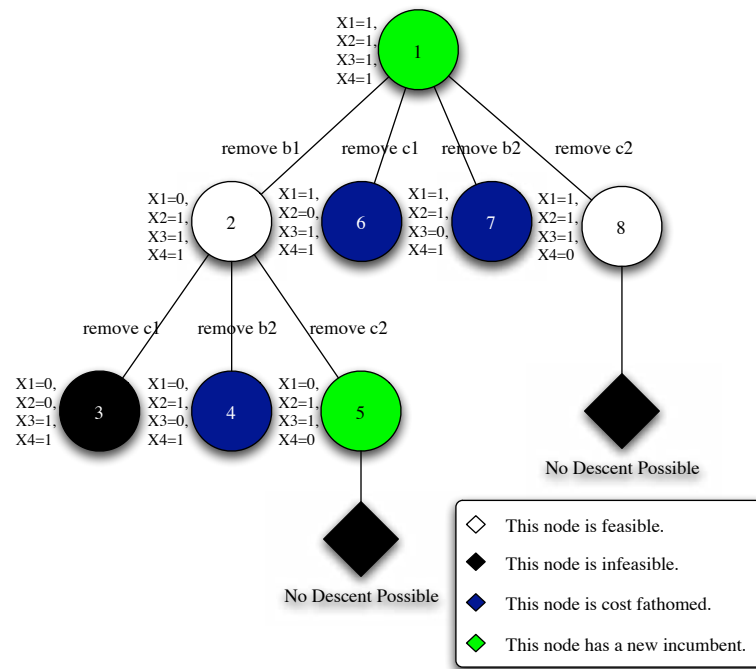 X1=1,
X2=1,
X3=1,
X4=1
1
remove b1
remove c1
remove b2
remove c2
X1=0,
X2=1,
X3=1,
X4=1
2
X1=1,
X2=0,
X3=1,
X4=1
6
X1=1,
X2=1,
X3=0,
X4=1
7
X1=1,
X2=1,
X3=1,
X4=0
8
remove c1
remove b2
remove c2
X1=0,
X2=0,
X3=1,
X4=1
3
X1=0,
X2=1,
X3=0,
X4=1
4
X1=0,
X2=1,
X3=1,
X4=0
5
No Descent Possible
No Descent Possible
This node is feasible.
This node is infeasible.
This node is cost fathomed.
This node has a new incumbent.